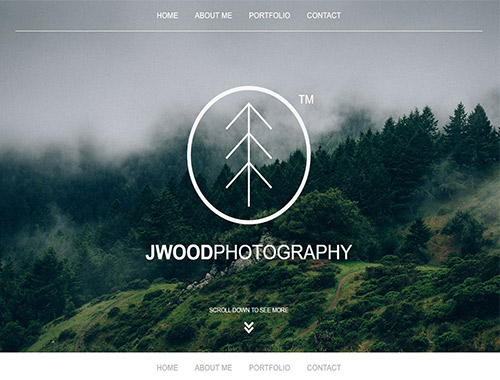 HOME ABOUT ME PORTFOLIO CONTACT
TM
JWOODPHOTOGRAPHY
SCROLL DOWN TO SEE MORE
HOME ABOUT ME PORTFOLIO CONTACT